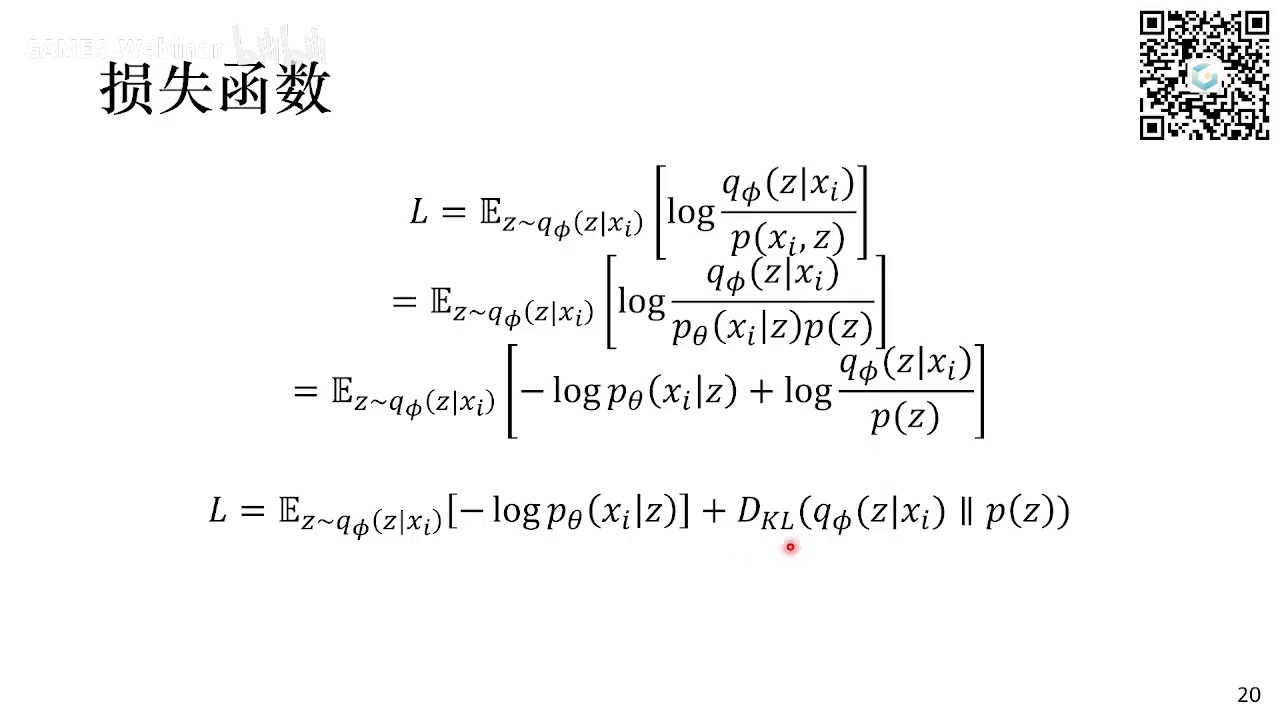 GAMES_Webinar
损失函数
L = 𝔼_{z~q_ϕ(z|x_i)} [log q_ϕ(z|x_i) / p(x_i, z)]
= 𝔼_{z~q_ϕ(z|x_i)} [log q_ϕ(z|x_i) / p_θ(x_i|z)p(z)]
= 𝔼_{z~q_ϕ(z|x_i)} [− log p_θ(x_i|z) + log q_ϕ(z|x_i) / p(z)]
L = 𝔼_{z~q_ϕ(z|x_i)}[− log p_θ(x_i|z)] + D_{KL}(q_ϕ(z|x_i) ∥ p(z))
20